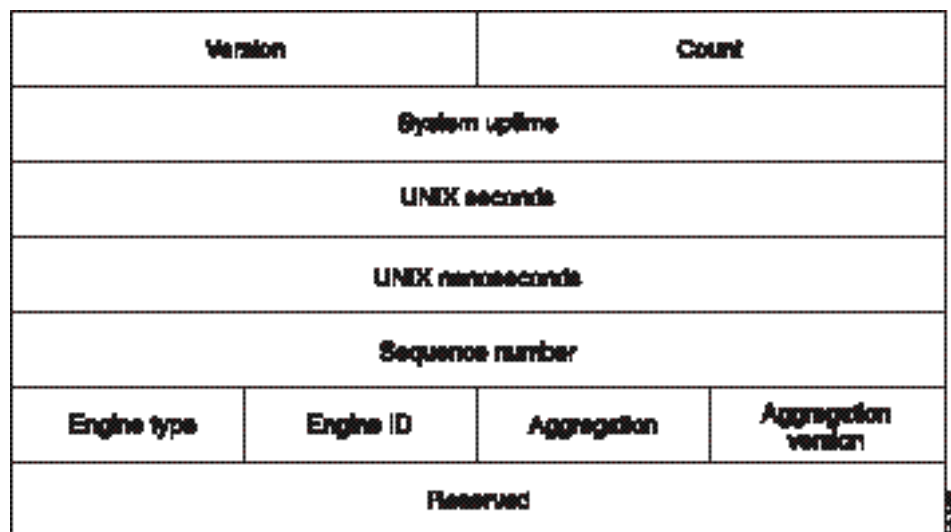 Version
Count
System uptime
UNIX seconds
UNIX nanoseconds
Sequence number
Engine type
Engine ID
Aggregation
Aggregation
version
Reserved